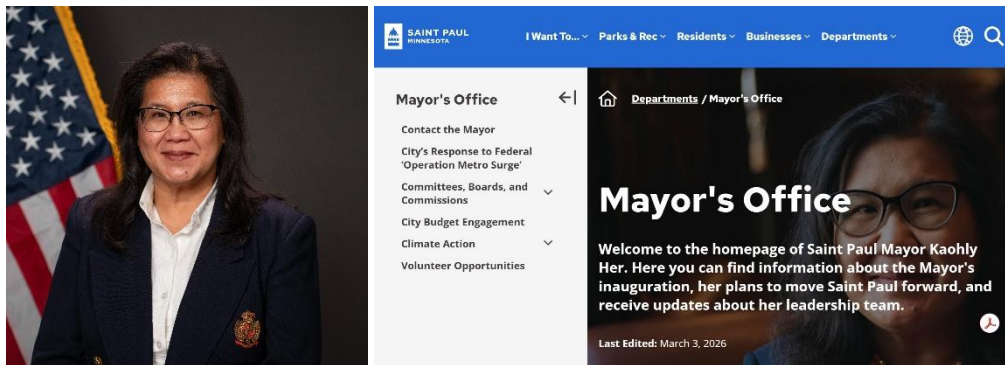 SAINT PAUL
MINNESOTA
I Want To...
Parks & Rec
Residents
Businesses
Departments
Mayor's Office
Contact the Mayor
City's Response to Federal
'Operation Metro Surge'
Committees, Boards, and
Commissions
City Budget Engagement
Climate Action
Volunteer Opportunities
Departments / Mayor's Office
Mayor's Office
Welcome to the homepage of Saint Paul Mayor Kaohly
Her. Here you can find information about the Mayor's
inauguration, her plans to move Saint Paul forward, and
receive updates about her leadership team.
Last Edited: March 3, 2026